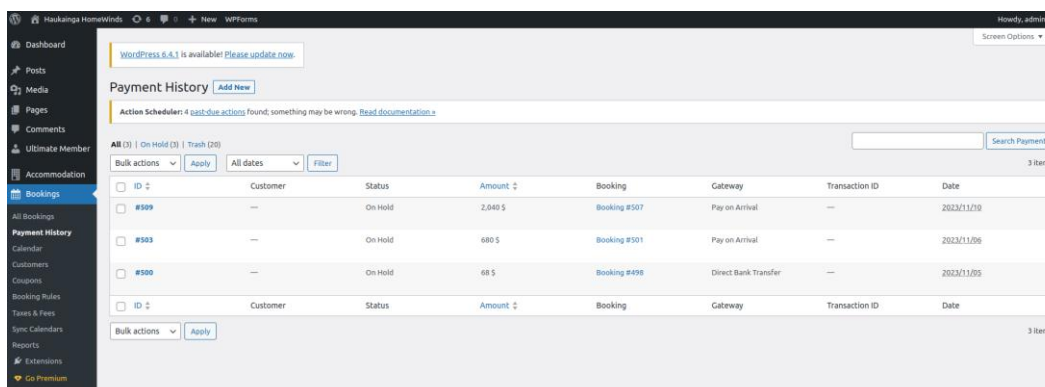 Haukainga HomeWinds 6 0 + New WPForms Howdy, admin
Screen Options ▼
Dashboard
Posts
Media
Pages
Comments
Ultimate Member
Accommodation
Bookings
All Bookings
Payment History
Calendar
Customers
Coupons
Booking Rules
Taxes & Fees
Sync Calendars
Reports
Extensions
Go Premium
WordPress 6.4.1 is available! Please update now.
Payment History Add New
Action Scheduler: 4 past-due actions found; something may be wrong. Read documentation »
All (3) | On Hold (3) | Trash (20)
Search Payment
Bulk actions Apply All dates Filter 3 iter
ID Customer Status Amount Booking Gateway Transaction ID Date
#509 — On Hold 2,040 $ Booking #507 Pay on Arrival — 2023/11/10
#503 — On Hold 680 $ Booking #501 Pay on Arrival — 2023/11/06
#500 — On Hold 68 $ Booking #498 Direct Bank Transfer — 2023/11/05
ID Customer Status Amount Booking Gateway Transaction ID Date
Bulk actions Apply 3 iter